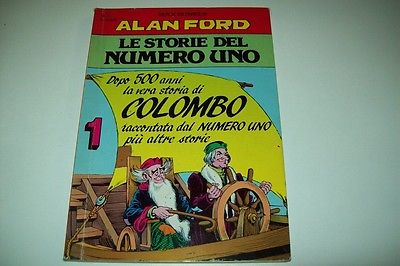 ALAN FORD
LE STORIE DEL
NUMERO UNO
Dopo 500 anni
la vera storia di
COLOMBO
raccontata dal NUMERO UNO
più altre storie
1